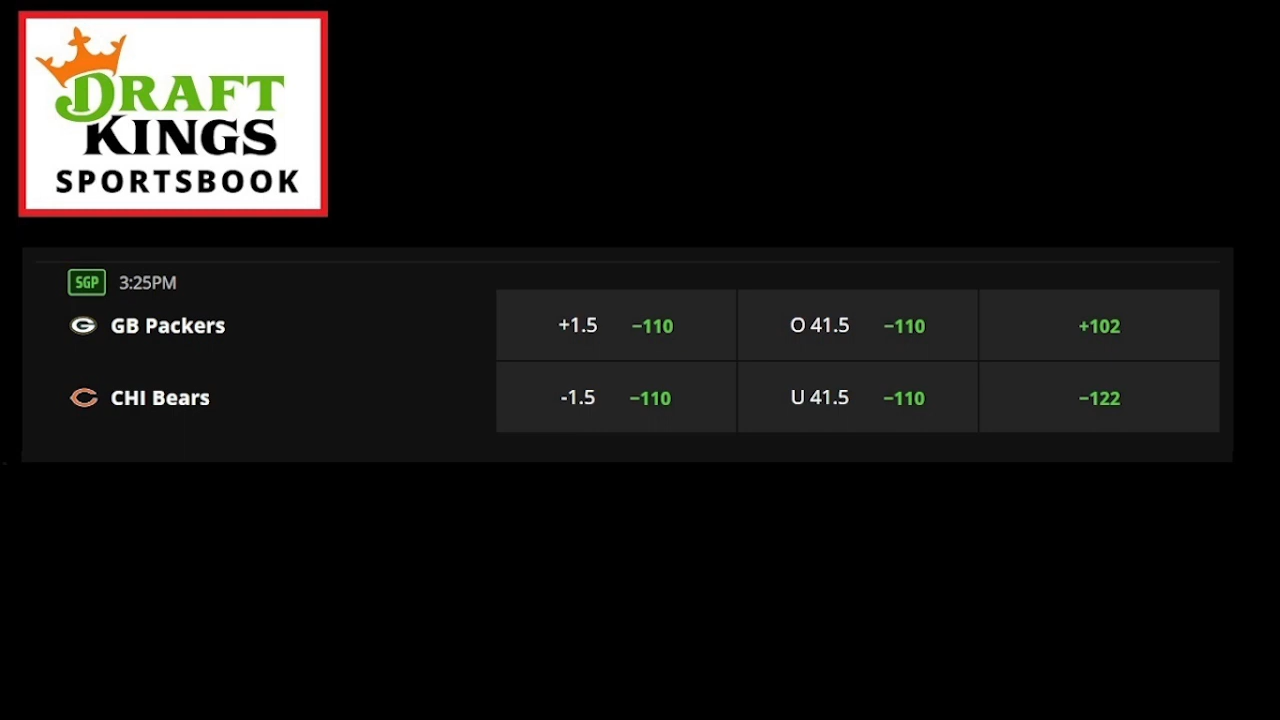 DRAFT
KINGS
SPORTSBOOK
SGP 3:25PM
GB Packers +1.5 −110 O 41.5 −110 +102
CHI Bears -1.5 −110 U 41.5 −110 −122